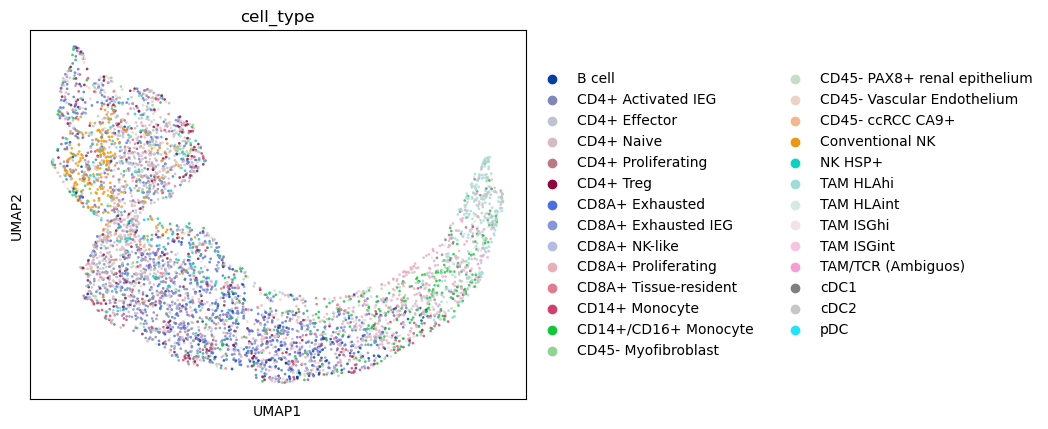 cell_type
UMAP2
UMAP1
B cell
CD4+ Activated IEG
CD4+ Effector
CD4+ Naive
CD4+ Proliferating
CD4+ Treg
CD8A+ Exhausted
CD8A+ Exhausted IEG
CD8A+ NK-like
CD8A+ Proliferating
CD8A+ Tissue-resident
CD14+ Monocyte
CD14+/CD16+ Monocyte
CD45- Myofibroblast
CD45- PAX8+ renal epithelium
CD45- Vascular Endothelium
CD45- ccRCC CA9+
Conventional NK
NK HSP+
TAM HLAhi
TAM HLAint
TAM ISGhi
TAM ISGint
TAM/TCR (Ambiguos)
cDC1
cDC2
pDC